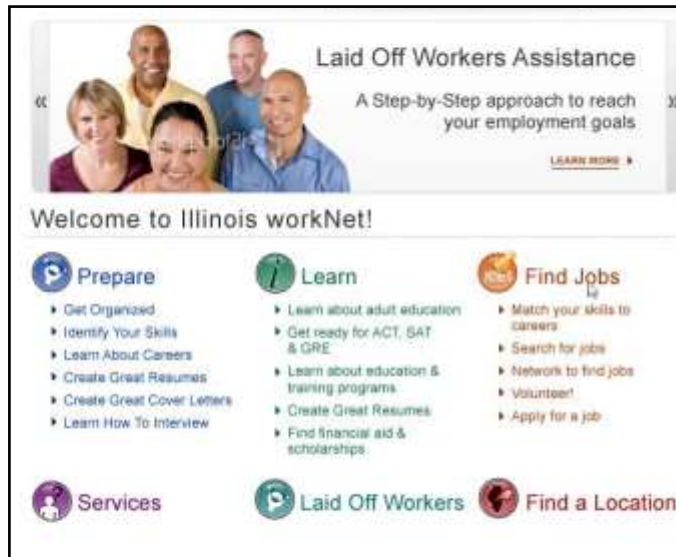 Laid Off Workers Assistance
A Step-by-Step approach to reach
your employment goals
LEARN MORE
Welcome to Illinois workNet!
Prepare
Get Organized
Identify Your Skills
Learn About Careers
Create Great Resumes
Create Great Cover Letters
Learn How To Interview
Learn
Learn about adult education
Get ready for ACT, SAT
& GRE
Learn about education &
training programs
Create Great Resumes
Find financial aid &
scholarships
Find Jobs
Match your skills to
careers
Search for jobs
Network to find jobs
Volunteer!
Apply for a job
Services
Laid Off Workers
Find a Location